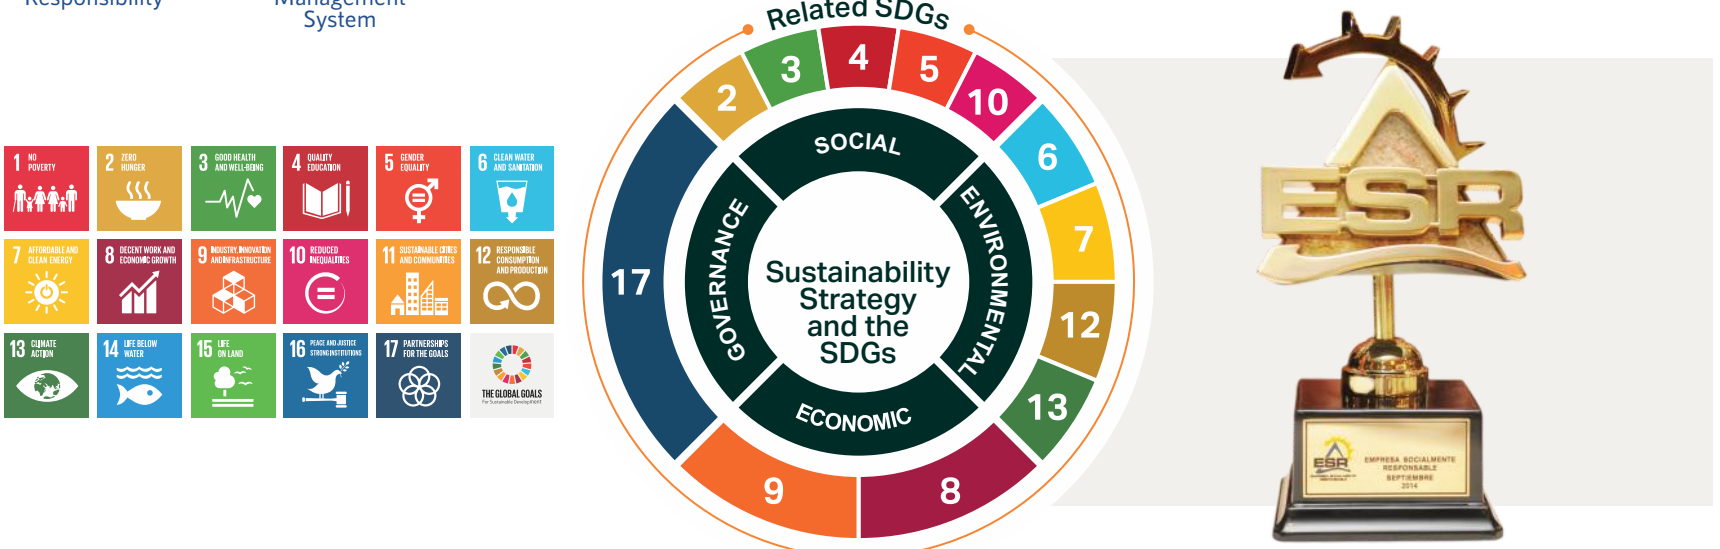 Responsibility
Management
System
1 NO
POVERTY
2 ZERO
HUNGER
3 GOOD HEALTH
AND WELL-BEING
4 QUALITY
EDUCATION
5 GENDER
EQUALITY
6 CLEAN WATER
AND SANITATION
7 AFFORDABLE AND
CLEAN ENERGY
8 DECENT WORK AND
ECONOMIC GROWTH
9 INDUSTRY, INNOVATION
AND INFRASTRUCTURE
10 REDUCED
INEQUALITIES
11 SUSTAINABLE CITIES
AND COMMUNITIES
12 RESPONSIBLE
CONSUMPTION
AND PRODUCTION
13 CLIMATE
ACTION
14 LIFE BELOW
WATER
15 LIFE
ON LAND
16 PEACE AND JUSTICE
STRONG INSTITUTIONS
17 PARTNERSHIPS
FOR THE GOALS
THE GLOBAL GOALS
For Sustainable Development
Related SDGs
2
3
4
5
10
6
7
12
13
8
9
17
SOCIAL
ENVIRONMENTAL
ECONOMIC
GOVERNANCE
Sustainability
Strategy
and the
SDGs
ESR
ESR
EMPRESA SOCIALMENTE
RESPONSABLE
SEPTIEMBRE
2014